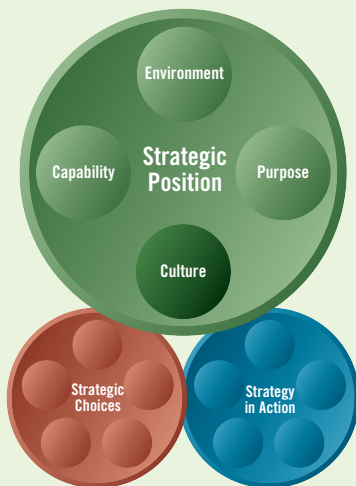 Environment
Capability
Strategic
Position
Purpose
Culture
Strategic
Choices
Strategy
in Action